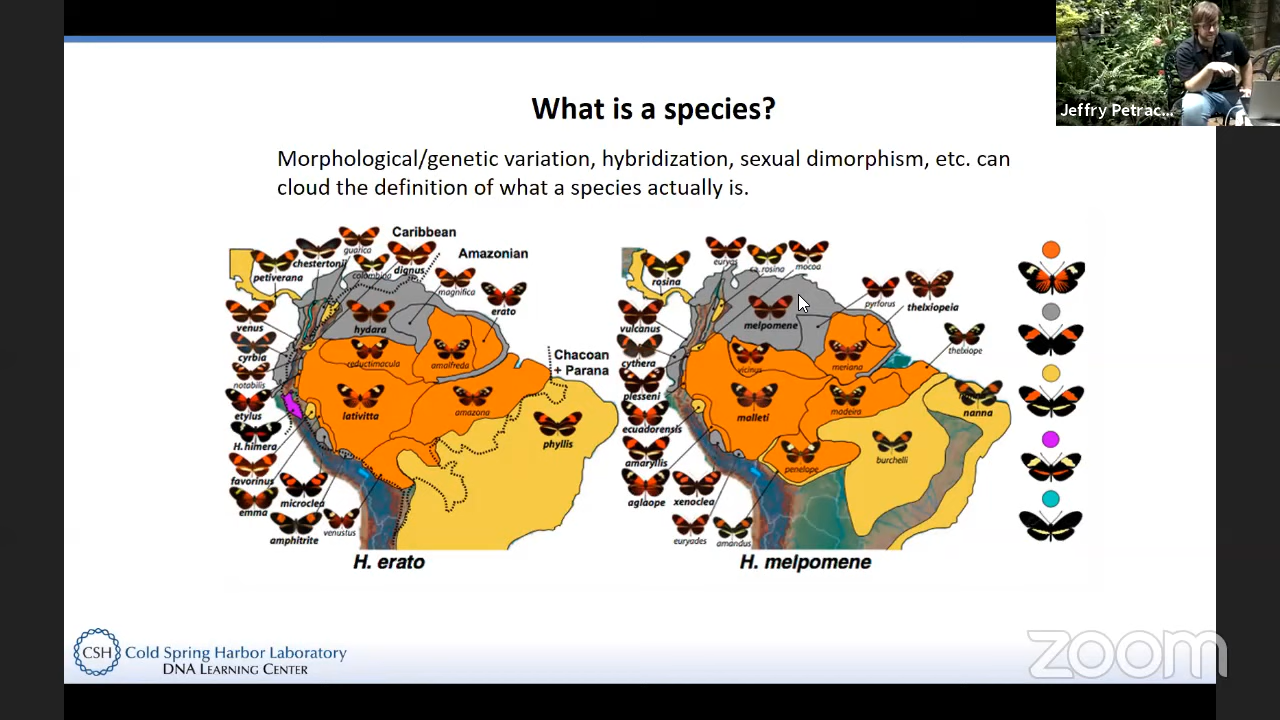 Jeffry Petrac...
What is a species?
Morphological/genetic variation, hybridization, sexual dimorphism, etc. can
cloud the definition of what a species actually is.
Caribbean
Amazonian
guarica
chestertonii
dignus
colombina
petiverana
magnifica
erato
venus
hydara
cyrbia
reductimacula
amalfreda
notabilis
Chacoan
+ Parana
etylus
lativitta
amazona
H. himera
phyllis
favorinus
emma
microclea
amphitrite
venustus
H. erato
euryas
ca. rosina
mocoa
rosina
pyrforus
thelxiopeia
vulcanus
melpomene
thelxiope
cythera
vicinus
meriana
plesseni
malleti
madeira
nanna
ecuadorensis
burchelli
amaryllis
penelope
aglaope
xenoclea
euryades
amandus
H. melpomene
CSH Cold Spring Harbor Laboratory
DNA LEARNING CENTER
zoom